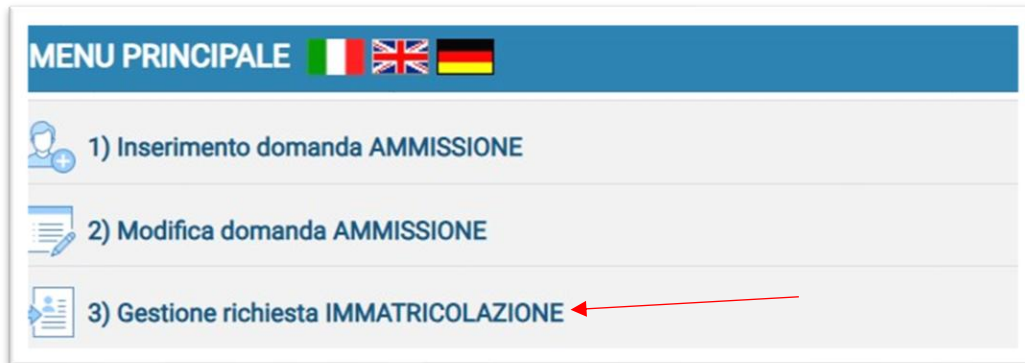 MENU PRINCIPALE
1) Inserimento domanda AMMISSIONE
2) Modifica domanda AMMISSIONE
3) Gestione richiesta IMMATRICOLAZIONE